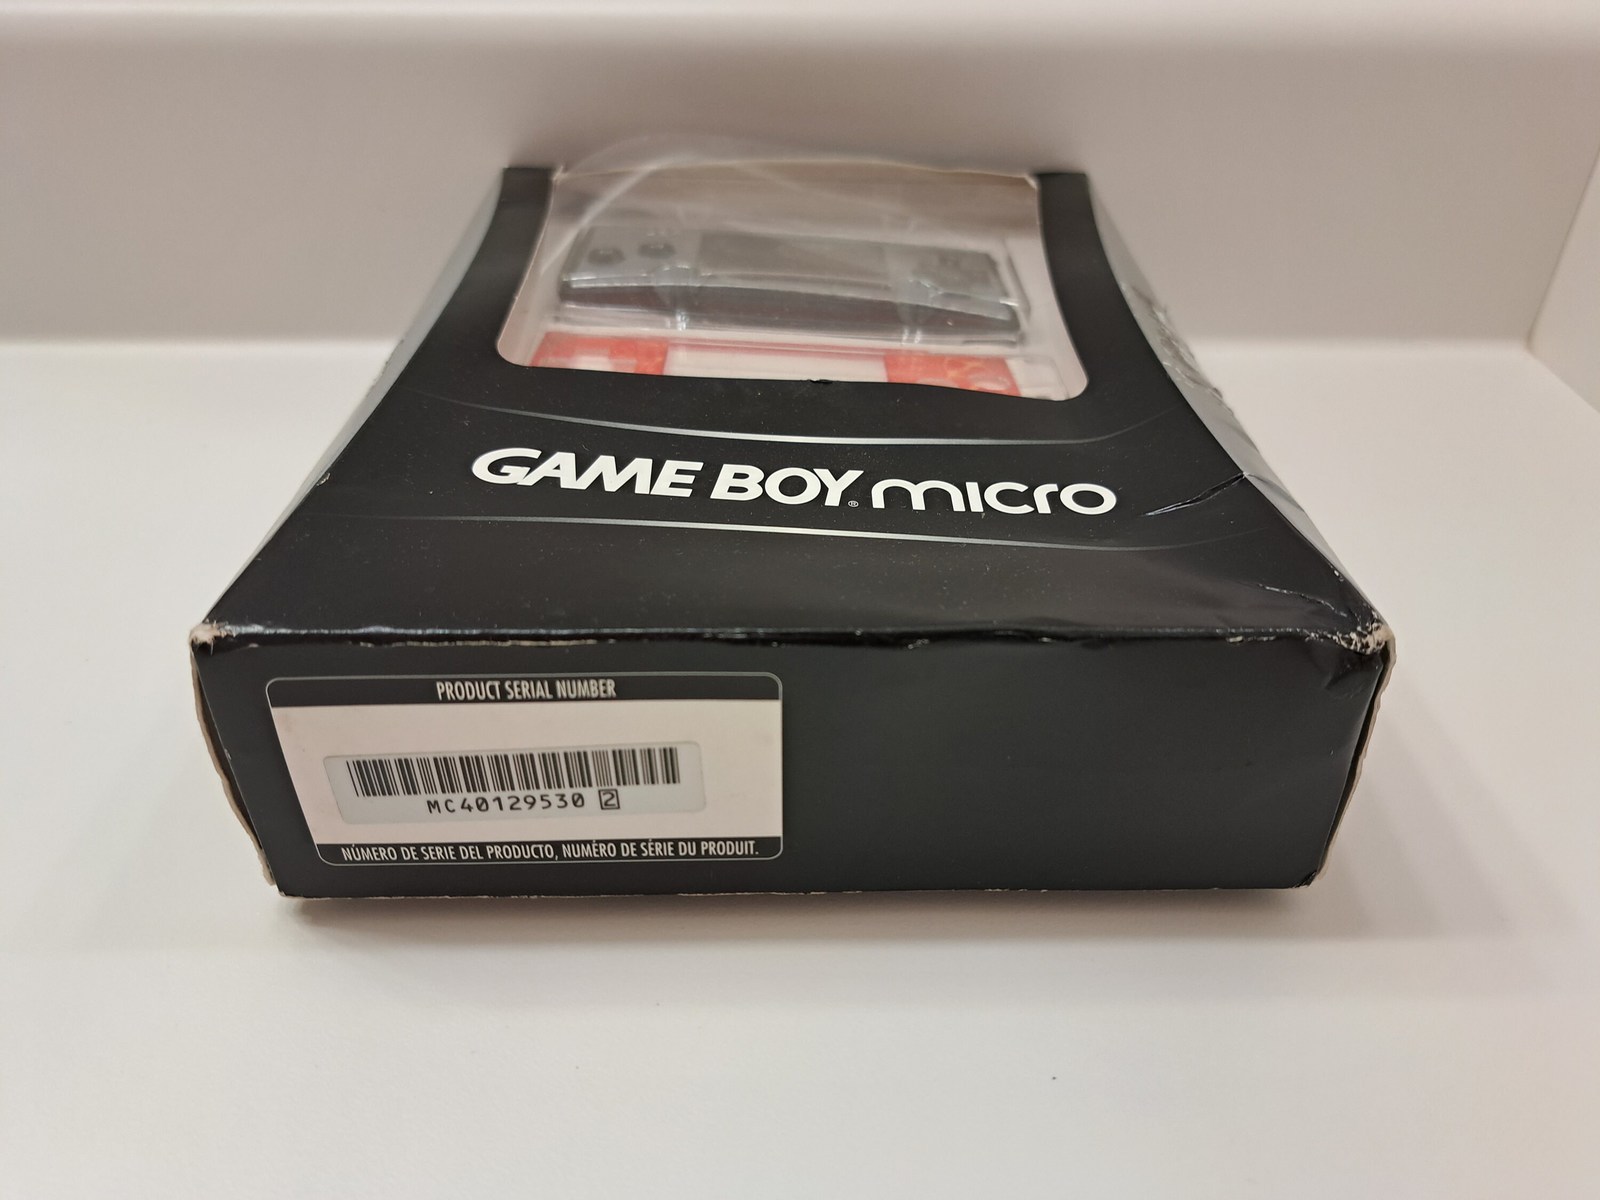 GAME BOY® micro
PRODUCT SERIAL NUMBER
MC40129530 2
NÚMERO DE SERIE DEL PRODUCTO, NUMÉRO DE SÉRIE DU PRODUIT.